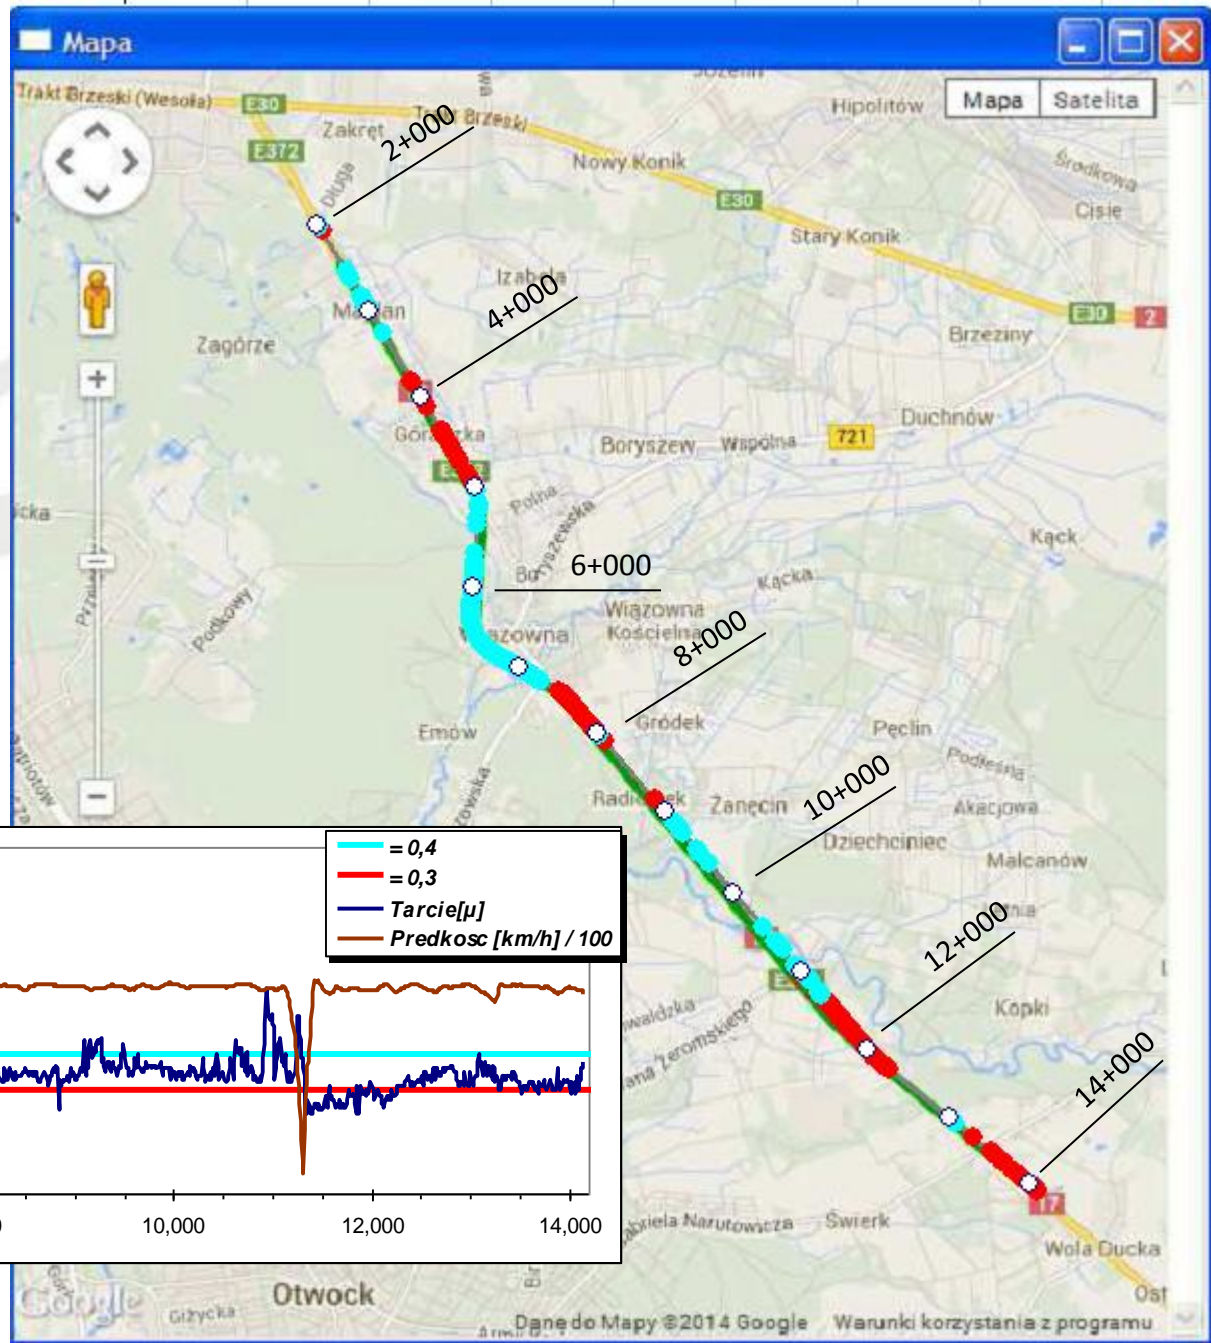 Mapa
Trakt Brzeski (Wesoła)
E30
Hipolitów
Mapa
Satelita
Zakręt
2+000
E372
Nowy Konik
Środkowa
Długa
E30
Cisie
Stary Konik
Izabela
4+000
E30
2
Zagórze
Brzeziny
Duchnów
Boryszew
Wspólna
721
Polna
Boryszewska
Kąck
6+000
Kącka
Wiązowna
Kościelna
Podkowy
8+000
Emów
Gródek
Pęclin
Podleśna
10+000
Żanęcin
Akacjowa
Dziechciniec
Malcanów
= 0,4
= 0,3
Tarcie[µ]
Predkosc [km/h] / 100
12+000
Kopki
14+000
10,000
12,000
14,000
17
Świerk
Wola Ducka
Otwock
Google
Giżycka
Dane do Mapy ©2014 Google
Warunki korzystania z programu